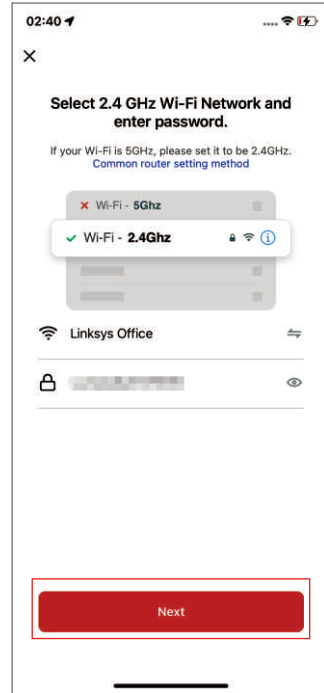 02:40
Select 2.4 GHz Wi-Fi Network and
enter password.
If your Wi-Fi is 5GHz, please set it to be 2.4GHz.
Common router setting method
Wi-Fi - 5Ghz
Wi-Fi - 2.4Ghz
Linksys Office
Next